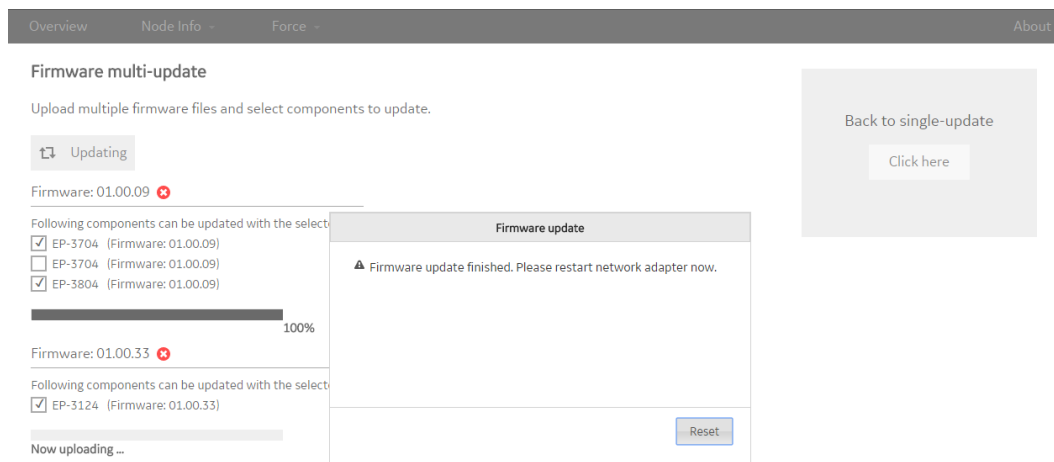 Overview Node Info - Force - About
Firmware multi-update
Upload multiple firmware files and select components to update.
Updating
Firmware: 01.00.09
Following components can be updated with the select
EP-3704 (Firmware: 01.00.09)
EP-3704 (Firmware: 01.00.09)
EP-3804 (Firmware: 01.00.09)
100%
Firmware: 01.00.33
Following components can be updated with the select
EP-3124 (Firmware: 01.00.33)
Now uploading ...
Firmware update
Firmware update finished. Please restart network adapter now.
Reset
Back to single-update
Click here